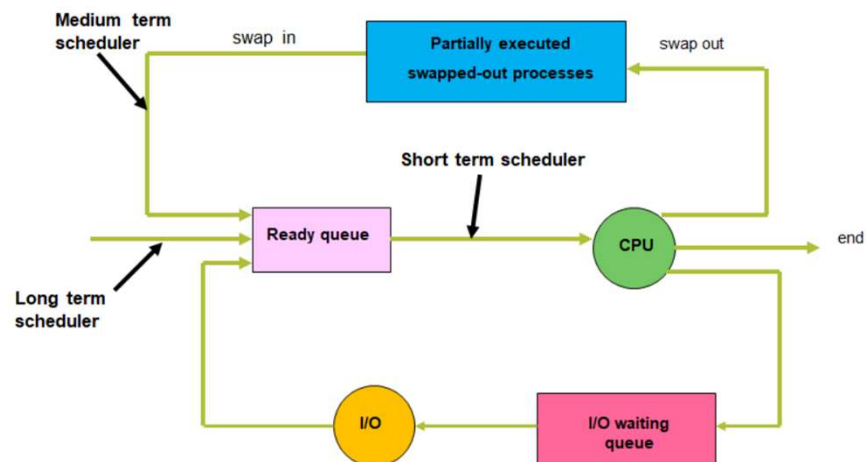 Medium term
scheduler
swap in
Partially executed
swapped-out processes
swap out
Short term scheduler
Ready queue
CPU
end
Long term
scheduler
I/O
I/O waiting
queue